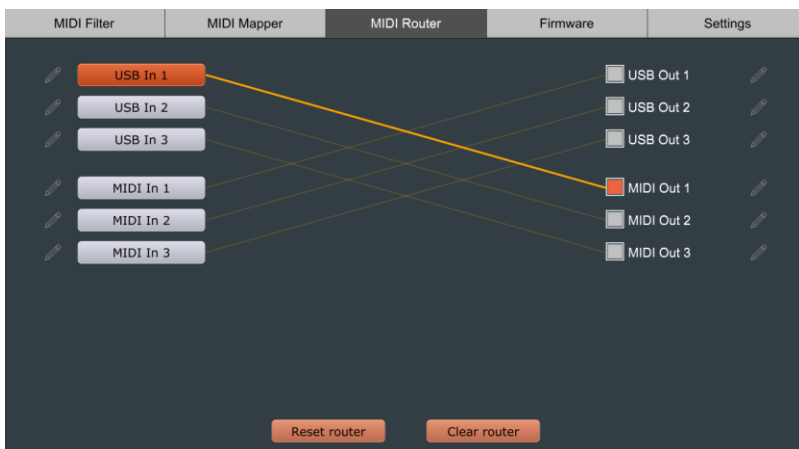 MIDI Filter MIDI Mapper MIDI Router Firmware Settings
USB In 1 USB Out 1
USB In 2 USB Out 2
USB In 3 USB Out 3
MIDI In 1 MIDI Out 1
MIDI In 2 MIDI Out 2
MIDI In 3 MIDI Out 3
Reset router Clear router